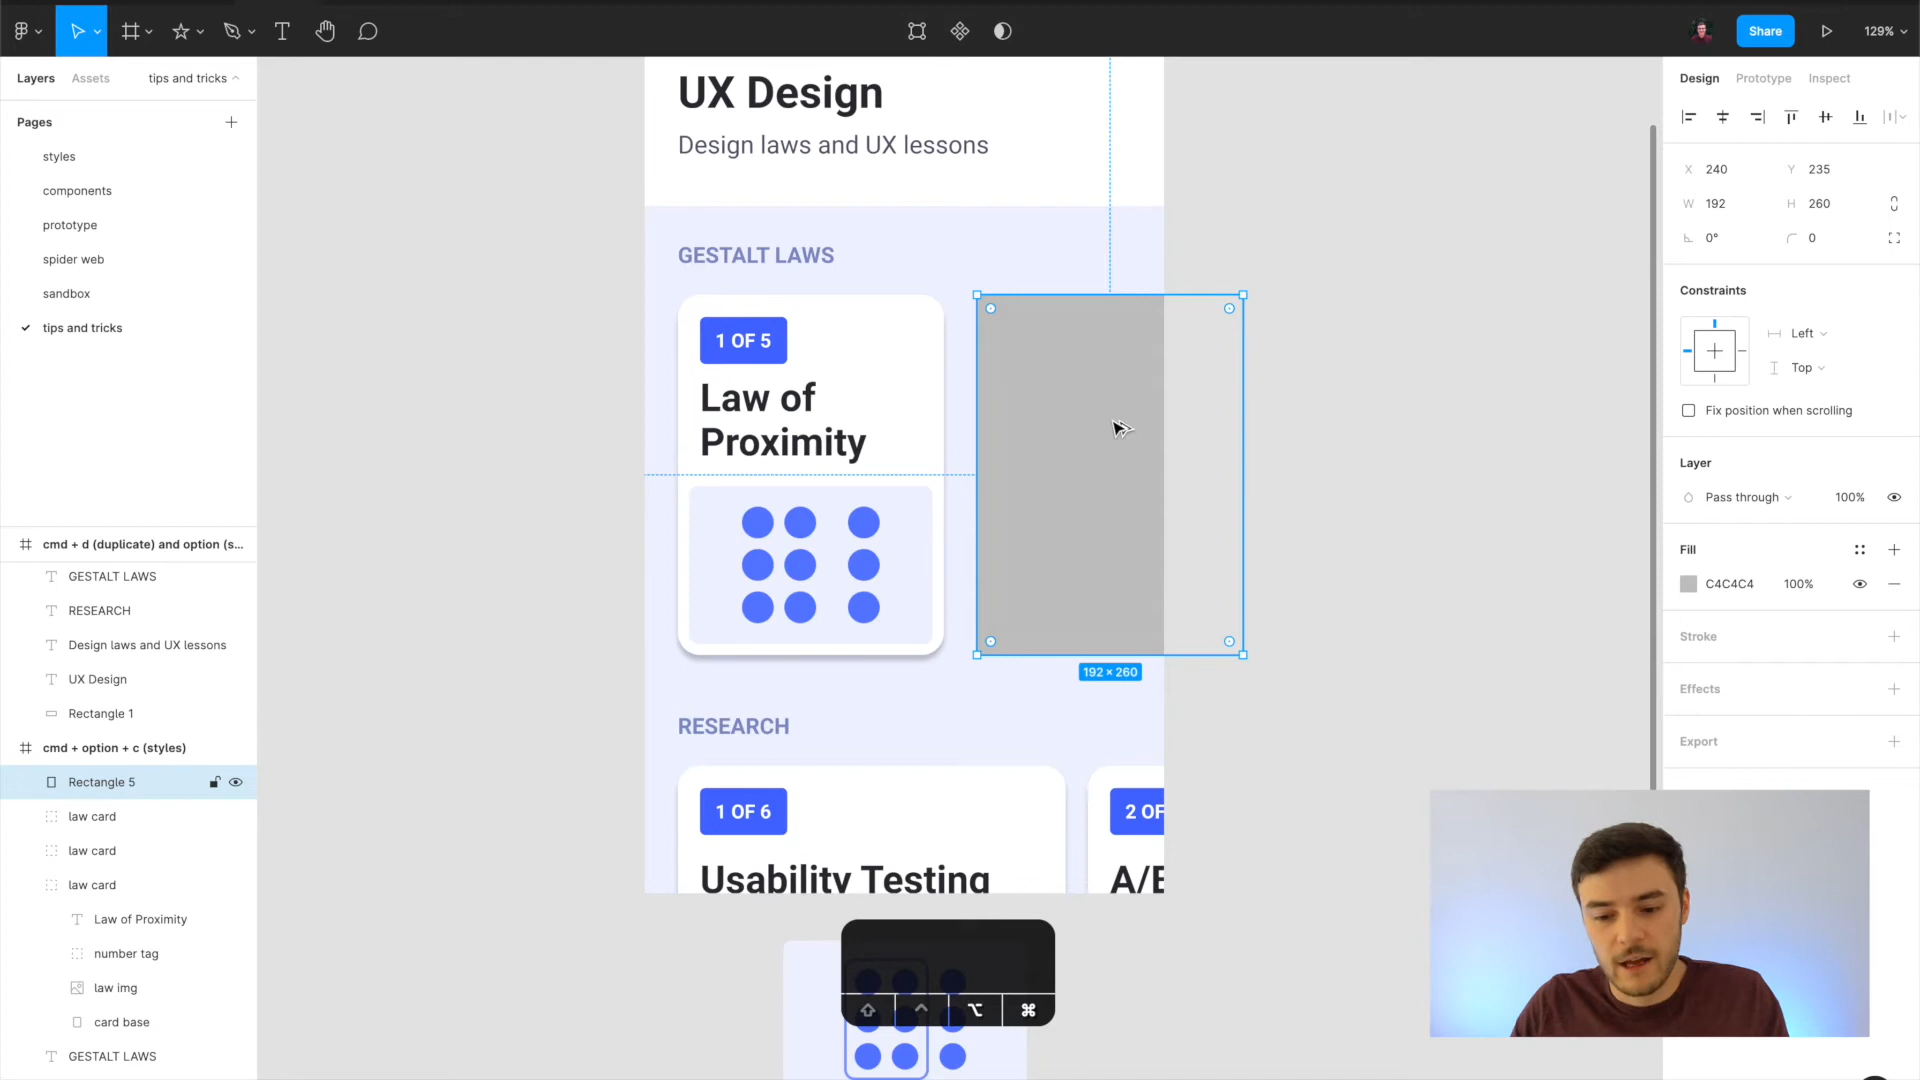 Share
129%
Layers
Assets
tips and tricks
Pages
styles
components
prototype
spider web
sandbox
tips and tricks
cmd + d (duplicate) and option (s...
GESTALT LAWS
RESEARCH
Design laws and UX lessons
UX Design
Rectangle 1
cmd + option + c (styles)
Rectangle 5
law card
law card
law card
Law of Proximity
number tag
law img
card base
GESTALT LAWS
UX Design
Design laws and UX lessons
GESTALT LAWS
1 OF 5
Law of
Proximity
192 × 260
RESEARCH
1 OF 6
Usability Testing
2 OF
A/B
Design
Prototype
Inspect
X 240
Y 235
W 192
H 260
0°
0
Constraints
Left
Top
Fix position when scrolling
Layer
Pass through
100%
Fill
C4C4C4
100%
Stroke
Effects
Export